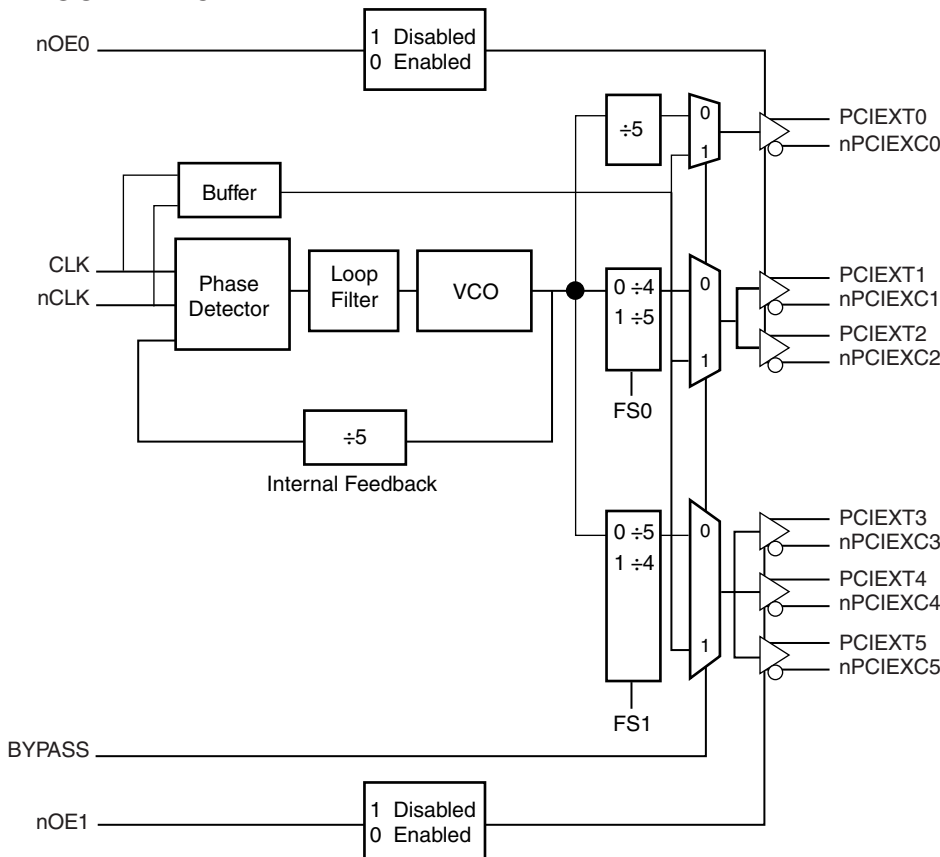 nOE0
1 Disabled
0 Enabled
÷5
0
1
PCIEXT0
nPCIEXC0
Buffer
CLK
nCLK
Phase
Detector
Loop
Filter
VCO
0 ÷4
1 ÷5
FS0
0
1
PCIEXT1
nPCIEXC1
PCIEXT2
nPCIEXC2
÷5
Internal Feedback
0 ÷5
1 ÷4
FS1
0
1
PCIEXT3
nPCIEXC3
PCIEXT4
nPCIEXC4
PCIEXT5
nPCIEXC5
BYPASS
nOE1
1 Disabled
0 Enabled